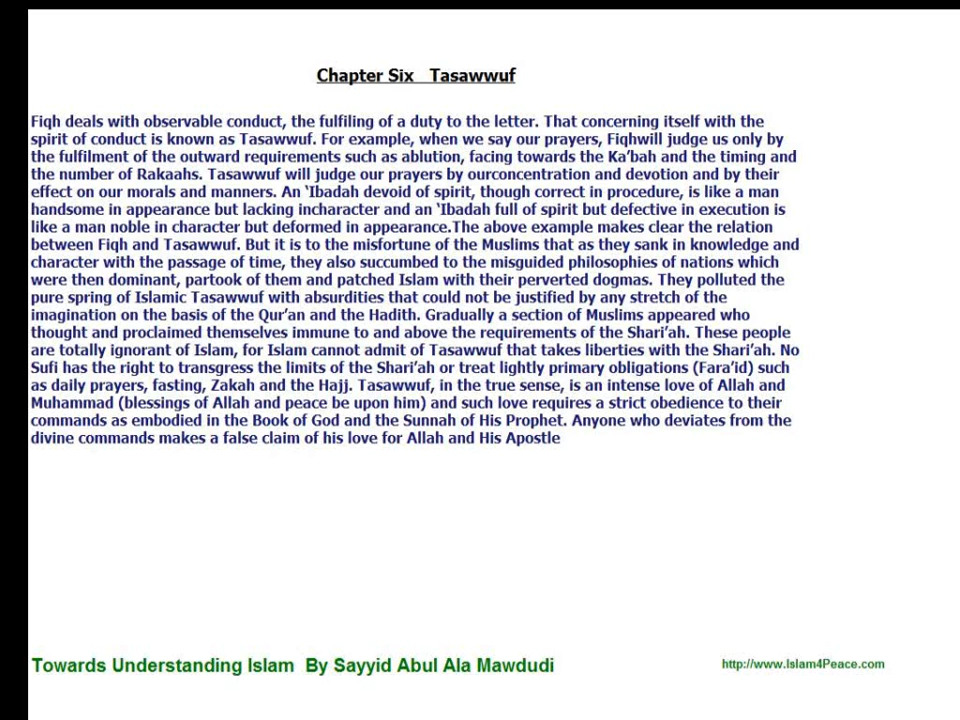 Chapter Six   Tasawwuf
Fiqh deals with observable conduct, the fulfiling of a duty to the letter. That concerning itself with the
spirit of conduct is known as Tasawwuf. For example, when we say our prayers, Fiqhwill judge us only by
the fulfilment of the outward requirements such as ablution, facing towards the Ka’bah and the timing and
the number of Rakaahs. Tasawwuf will judge our prayers by ourconcentration and devotion and by their
effect on our morals and manners. An ‘Ibadah devoid of spirit, though correct in procedure, is like a man
handsome in appearance but lacking incharacter and an ‘Ibadah full of spirit but defective in execution is
like a man noble in character but deformed in appearance.The above example makes clear the relation
between Fiqh and Tasawwuf. But it is to the misfortune of the Muslims that as they sank in knowledge and
character with the passage of time, they also succumbed to the misguided philosophies of nations which
were then dominant, partook of them and patched Islam with their perverted dogmas. They polluted the
pure spring of Islamic Tasawwuf with absurdities that could not be justified by any stretch of the
imagination on the basis of the Qur’an and the Hadith. Gradually a section of Muslims appeared who
thought and proclaimed themselves immune to and above the requirements of the Shari’ah. These people
are totally ignorant of Islam, for Islam cannot admit of Tasawwuf that takes liberties with the Shari’ah. No
Sufi has the right to transgress the limits of the Shari’ah or treat lightly primary obligations (Fara’id) such
as daily prayers, fasting, Zakah and the Hajj. Tasawwuf, in the true sense, is an intense love of Allah and
Muhammad (blessings of Allah and peace be upon him) and such love requires a strict obedience to their
commands as embodied in the Book of God and the Sunnah of His Prophet. Anyone who deviates from the
divine commands makes a false claim of his love for Allah and His Apostle
Towards Understanding Islam  By Sayyid Abul Ala Mawdudi
http://www.Islam4Peace.com